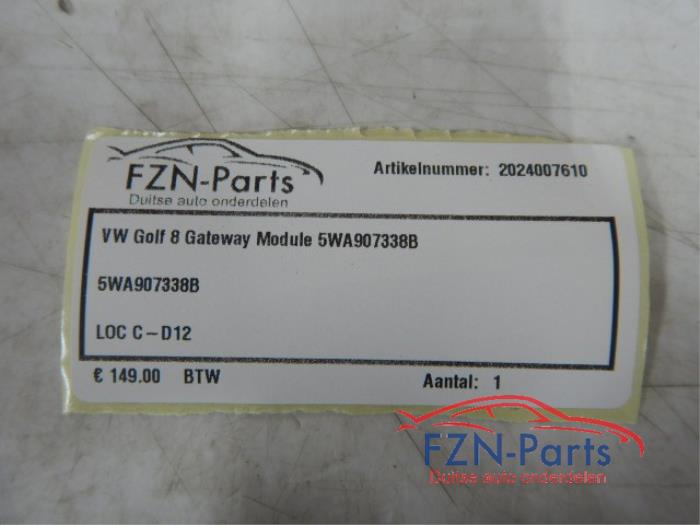 FZN-Parts
Duitse auto onderdelen
Artikelnummer: 2024007610
VW Golf 8 Gateway Module 5WA907338B
5WA907338B
LOC C-D12
€ 149.00 BTW
Aantal: 1
FZN-Parts
Duitse auto onderdelen